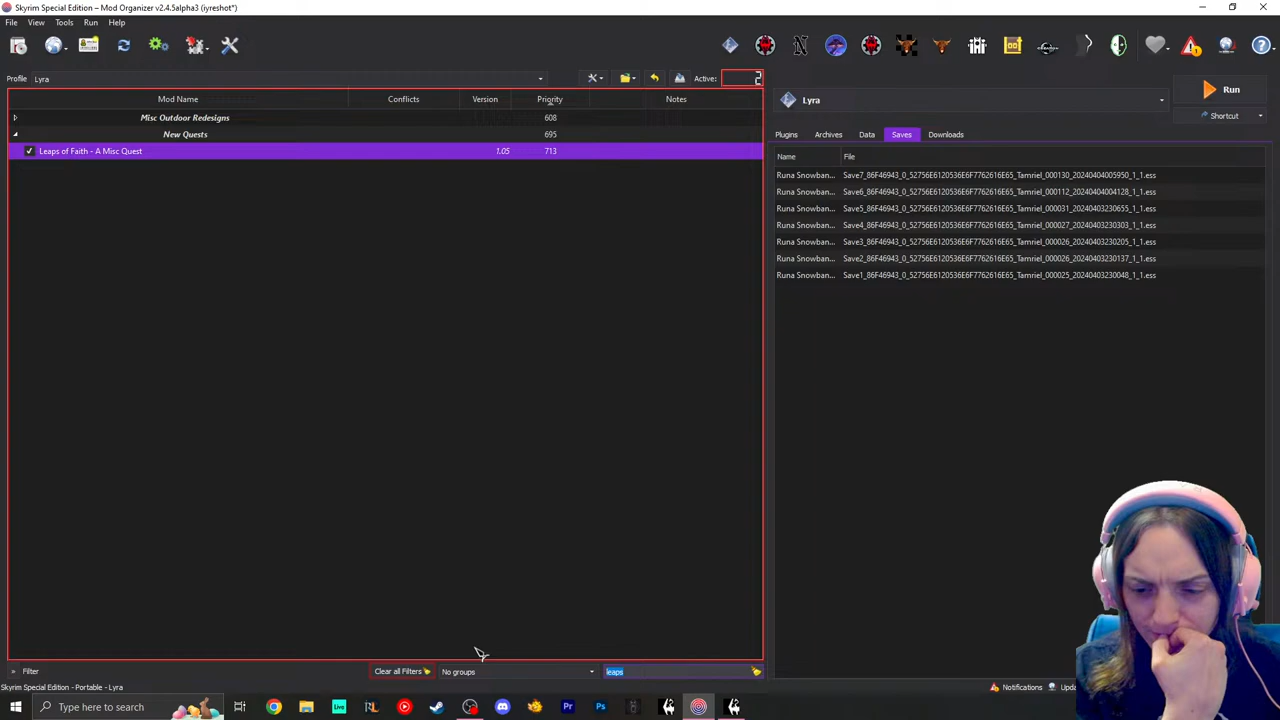 Skyrim Special Edition - Mod Organizer v2.4.5alpha3 (iyreshot*)
File View Tools Run Help
Profile Lyra Active: 2
Mod Name Conflicts Version Priority Notes
Misc Outdoor Redesigns 608
New Quests 695
Leaps of Faith - A Misc Quest 1.05 713
Lyra
Run
Shortcut
Plugins Archives Data Saves Downloads
Name File
Runa Snowban... Save7_86F46943_0_52756E6120536E6F7762616E65_Tamriel_000130_20240404005950_1_1.ess
Runa Snowban... Save6_86F46943_0_52756E6120536E6F7762616E65_Tamriel_000112_20240404004128_1_1.ess
Runa Snowban... Save5_86F46943_0_52756E6120536E6F7762616E65_Tamriel_000031_20240403230655_1_1.ess
Runa Snowban... Save4_86F46943_0_52756E6120536E6F7762616E65_Tamriel_000027_20240403230303_1_1.ess
Runa Snowban... Save3_86F46943_0_52756E6120536E6F7762616E65_Tamriel_000026_20240403230205_1_1.ess
Runa Snowban... Save2_86F46943_0_52756E6120536E6F7762616E65_Tamriel_000026_20240403230137_1_1.ess
Runa Snowban... Save1_86F46943_0_52756E6120536E6F7762616E65_Tamriel_000025_20240403230048_1_1.ess
» Filter Clear all Filters No groups leaps
Skyrim Special Edition - Portable - Lyra
Notifications Upda
Type here to search